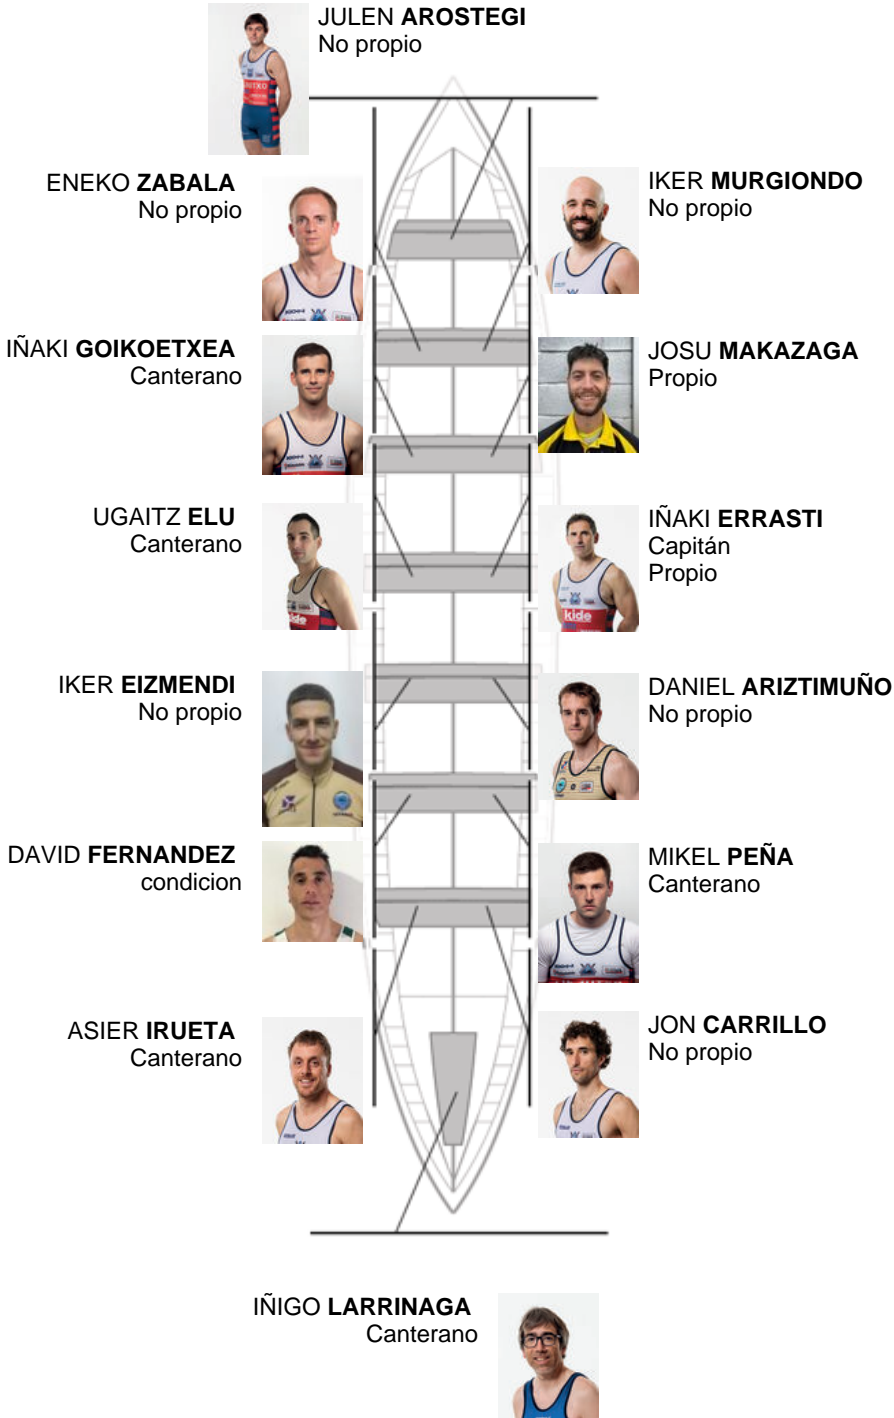 JULEN AROSTEGI
No propio
ENEKO ZABALA
No propio
IKER MURGIONDO
No propio
IÑAKI GOIKOETXEA
Canterano
JOSU MAKAZAGA
Propio
UGAITZ ELU
Canterano
IÑAKI ERRASTI
Capitán
Propio
kide
kide
IKER EIZMENDI
No propio
DANIEL ARIZTIMUÑO
No propio
DAVID FERNANDEZ
condicion
MIKEL PEÑA
Canterano
ASIER IRUETA
Canterano
JON CARRILLO
No propio
IÑIGO LARRINAGA
Canterano